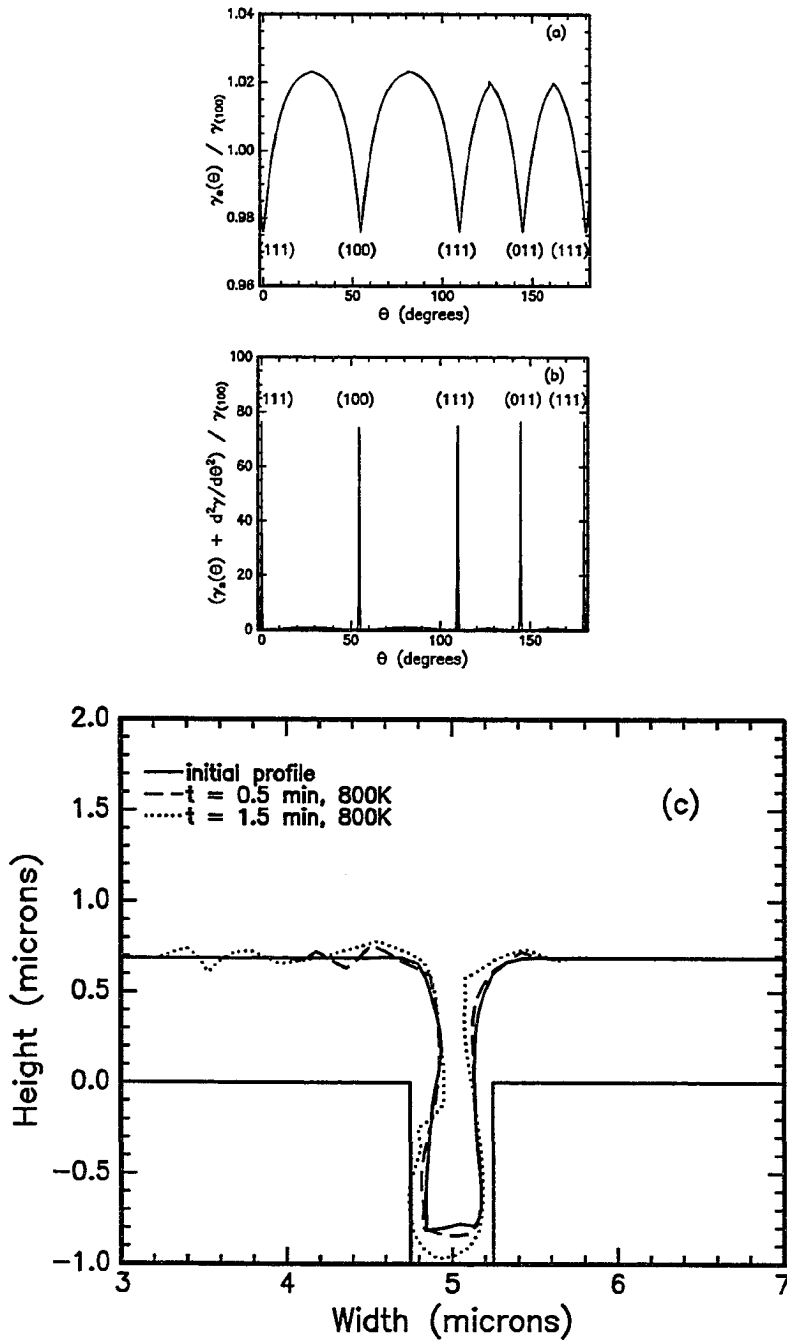 (a)
1.04
1.02
1.00
0.98
0.96
γₐ(Θ) / γ(100)
(111) (100) (111) (011) (111)
0 50 100 150
Θ (degrees)
(b)
100
80
60
40
20
0
(γₐ(Θ) + d²γ/dΘ²) / γ(100)
(111) (100) (111) (011) (111)
0 50 100 150
Θ (degrees)
(c)
2.0
1.5
1.0
0.5
0.0
−0.5
−1.0
Height (microns)
initial profile
t = 0.5 min, 800K
t = 1.5 min, 800K
3 4 5 6 7
Width (microns)